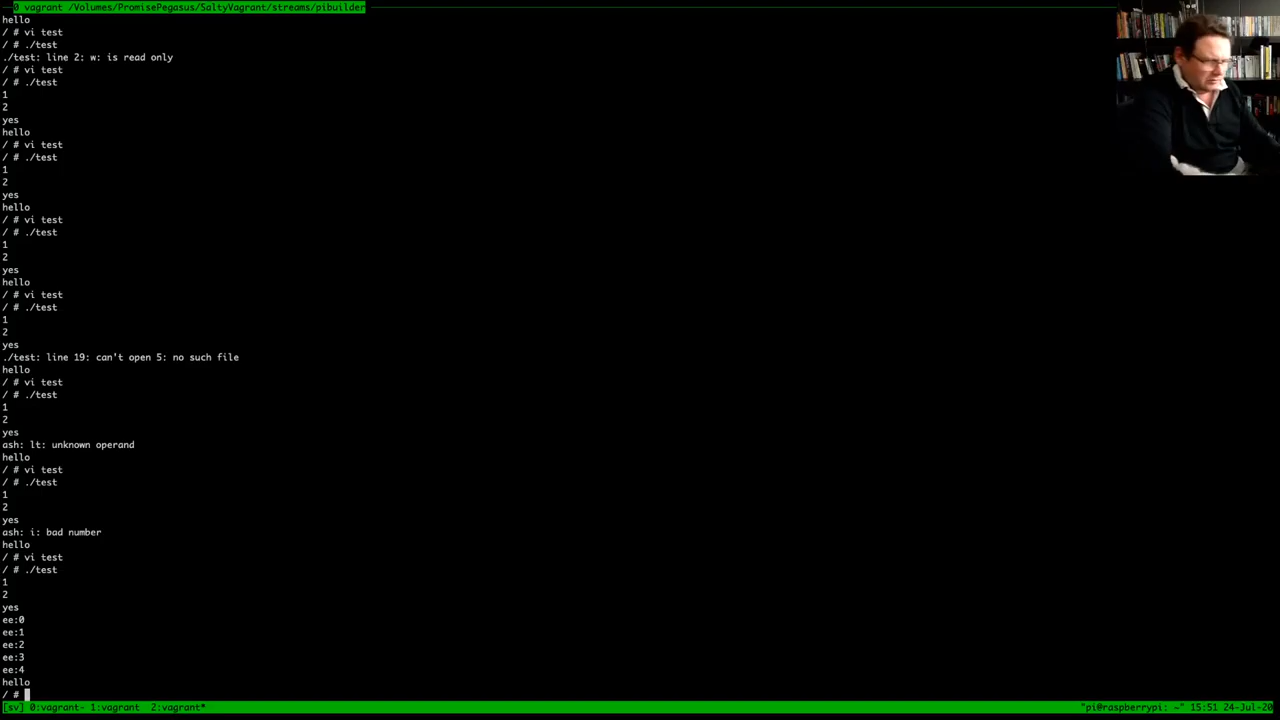 0 vagrant /Volumes/PromisePegasus/SaltyVagrant/streams/pibuilder
hello
/ # vi test
/ # ./test
./test: line 2: w: is read only
/ # vi test
/ # ./test
1
2
yes
hello
/ # vi test
/ # ./test
1
2
yes
hello
/ # vi test
/ # ./test
1
2
yes
hello
/ # vi test
/ # ./test
1
2
yes
./test: line 19: can't open 5: no such file
hello
/ # vi test
/ # ./test
1
2
yes
ash: lt: unknown operand
hello
/ # vi test
/ # ./test
1
2
yes
ash: i: bad number
hello
/ # vi test
/ # ./test
1
2
yes
ee:0
ee:1
ee:2
ee:3
ee:4
hello
/ #
[sv] 0:vagrant- 1:vagrant  2:vagrant* "pi@raspberrypi: ~" 15:51 24-Jul-20